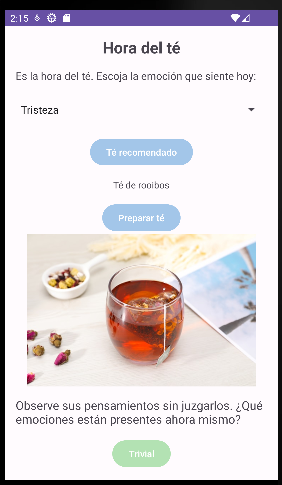 2:15
Hora del té
Es la hora del té. Escoja la emoción que siente hoy:
Tristeza
Té recomendado
Té de rooibos
Preparar té
Observe sus pensamientos sin juzgarlos. ¿Qué
emociones están presentes ahora mismo?
Trivial